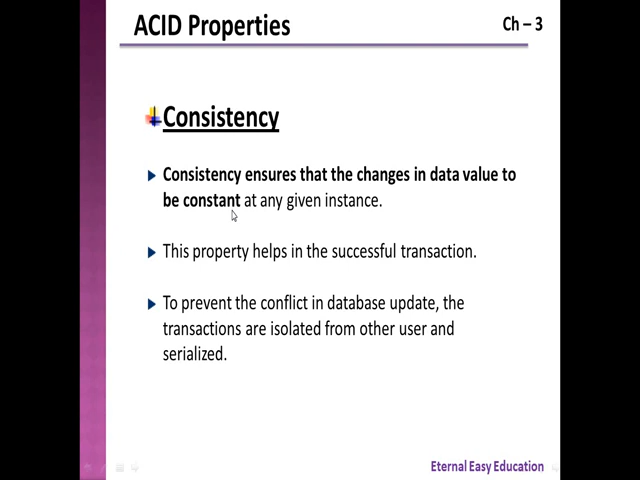 ACID Properties
Ch – 3
Consistency
Consistency ensures that the changes in data value to
be constant at any given instance.
This property helps in the successful transaction.
To prevent the conflict in database update, the
transactions are isolated from other user and
serialized.
Eternal Easy Education